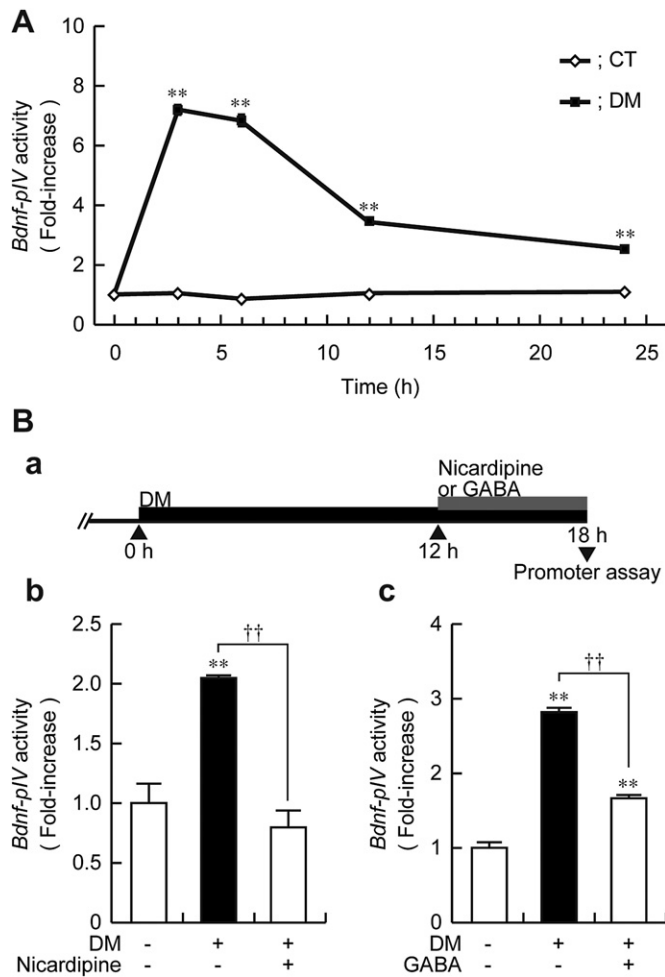 A
Bdnf-pIV activity
( Fold-increase )
10
8
6
4
2
0
** ** ** **
; CT
; DM
0 5 10 15 20 25
Time (h)
B
a
DM
Nicardipine
or GABA
0 h 12 h 18 h
Promoter assay
b
Bdnf-pIV activity
( Fold-increase )
2.5
2.0
1.5
1.0
0.5
0
**
††
DM - + +
Nicardipine - - +
c
Bdnf-pIV activity
( Fold-increase )
4
3
2
1
0
**
††
**
DM - + +
GABA - - +